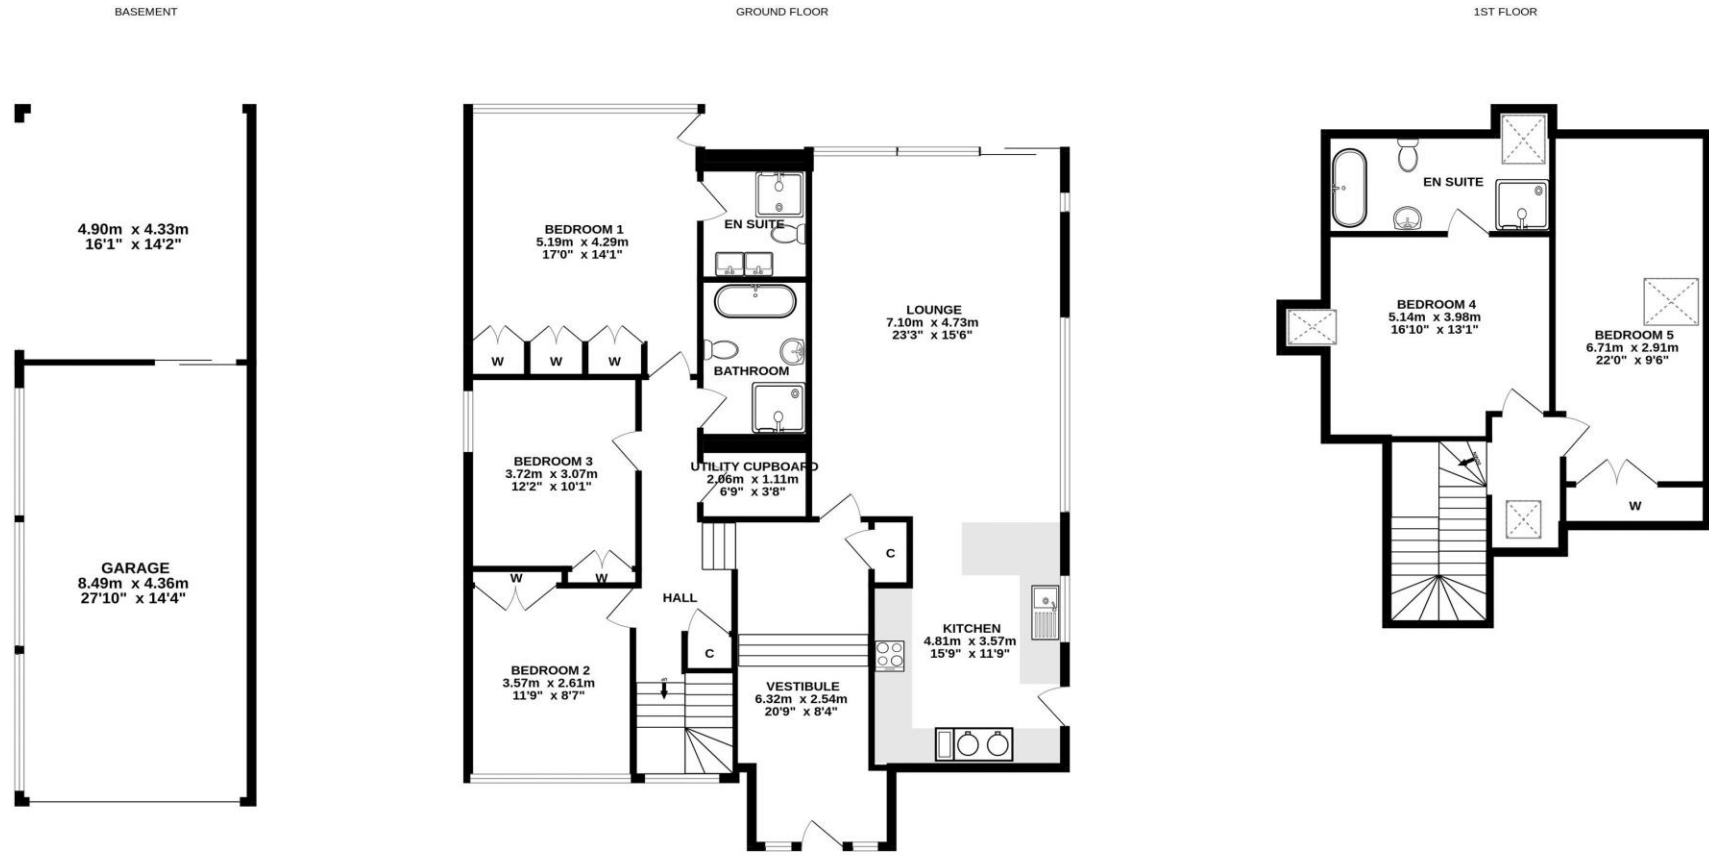 BASEMENT
4.90m x 4.33m
16'1" x 14'2"
GARAGE
8.49m x 4.36m
27'10" x 14'4"
GROUND FLOOR
BEDROOM 1
5.19m x 4.29m
17'0" x 14'1"
W
W
W
EN SUITE
BATHROOM
LOUNGE
7.10m x 4.73m
23'3" x 15'6"
BEDROOM 3
3.72m x 3.07m
12'2" x 10'1"
UTILITY CUPBOARD
2.06m x 1.11m
6'9" x 3'8"
C
W
W
HALL
C
KITCHEN
4.81m x 3.57m
15'9" x 11'9"
BEDROOM 2
3.57m x 2.61m
11'9" x 8'7"
VESTIBULE
6.32m x 2.54m
20'9" x 8'4"
1ST FLOOR
EN SUITE
BEDROOM 4
5.14m x 3.98m
16'10" x 13'1"
BEDROOM 5
6.71m x 2.91m
22'0" x 9'6"
W